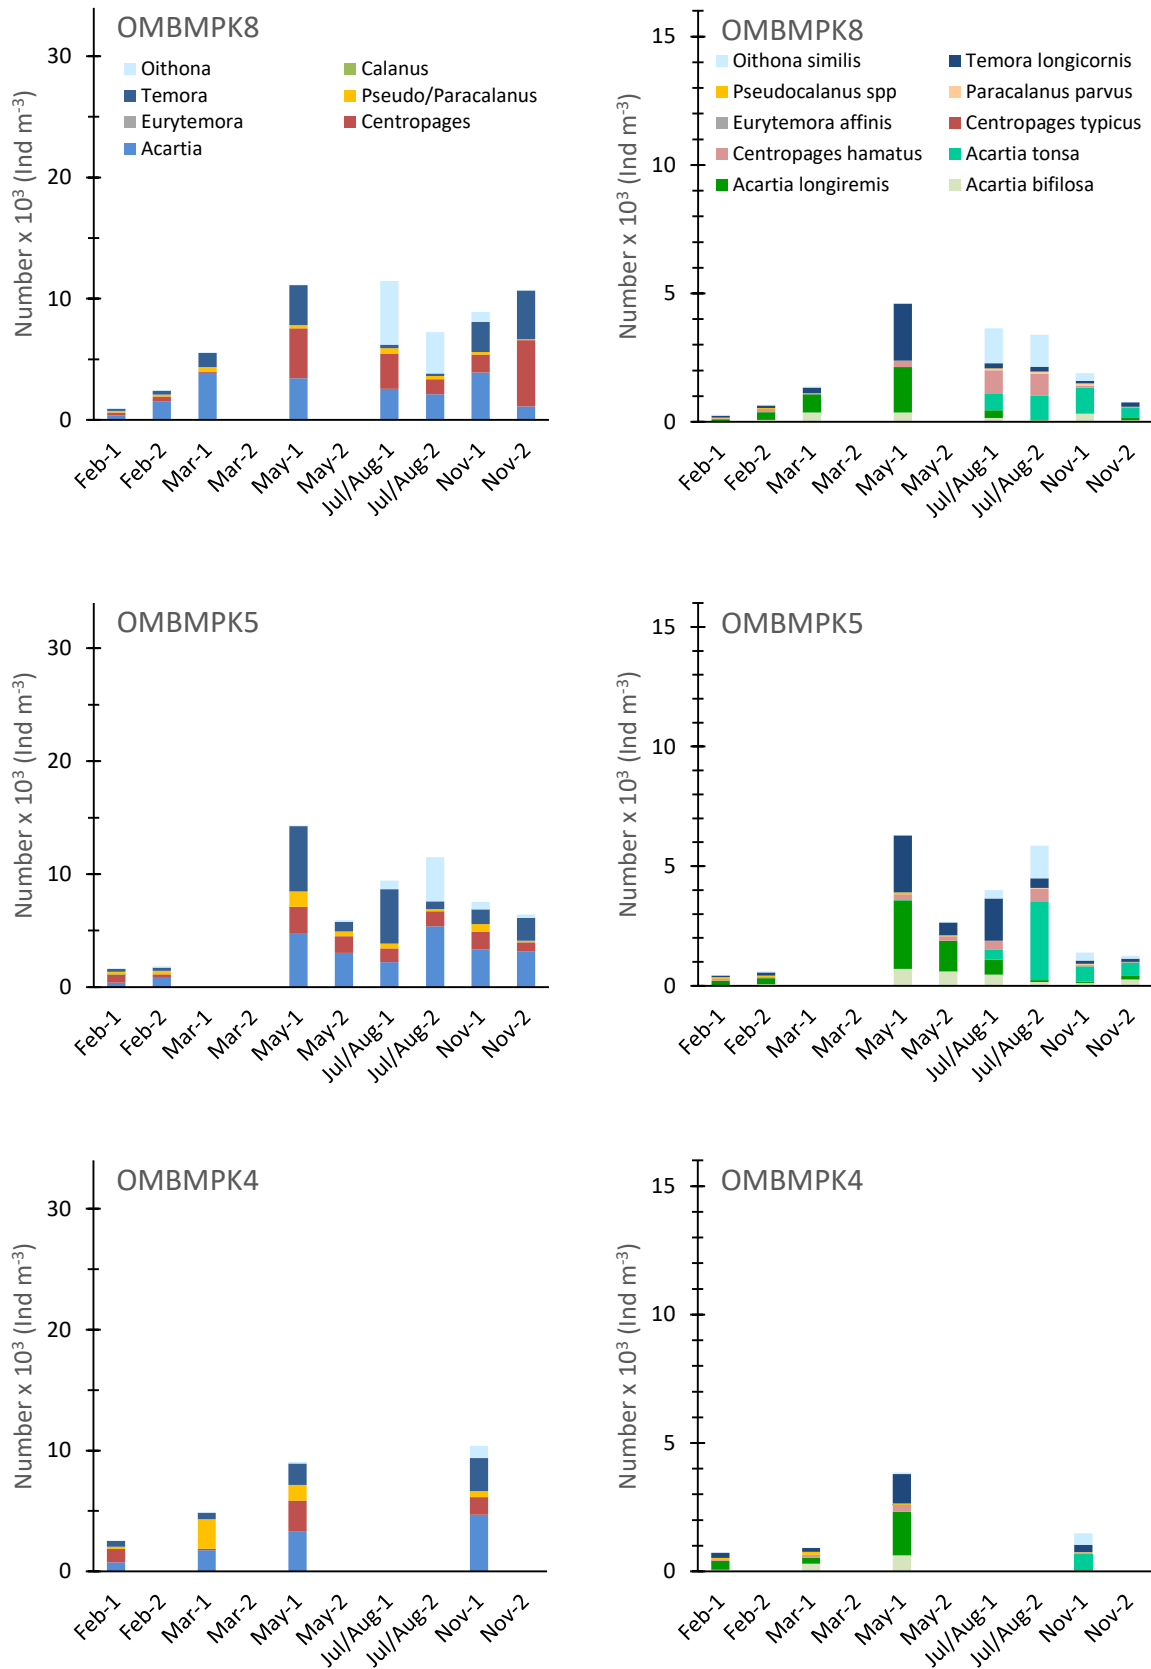 OMBMPK8
Number x 10³ (Ind m⁻³)
30
20
10
0
Oithona
Calanus
Temora
Pseudo/Paracalanus
Eurytemora
Centropages
Acartia
Feb-1
Feb-2
Mar-1
Mar-2
May-1
May-2
Jul/Aug-1
Jul/Aug-2
Nov-1
Nov-2
OMBMPK8
Number x 10³ (Ind m⁻³)
15
10
5
0
Oithona similis
Temora longicornis
Pseudocalanus spp
Paracalanus parvus
Eurytemora affinis
Centropages typicus
Centropages hamatus
Acartia tonsa
Acartia longiremis
Acartia bifilosa
Feb-1
Feb-2
Mar-1
Mar-2
May-1
May-2
Jul/Aug-1
Jul/Aug-2
Nov-1
Nov-2
OMBMPK5
Number x 10³ (Ind m⁻³)
30
20
10
0
Feb-1
Feb-2
Mar-1
Mar-2
May-1
May-2
Jul/Aug-1
Jul/Aug-2
Nov-1
Nov-2
OMBMPK5
Number x 10³ (Ind m⁻³)
15
10
5
0
Feb-1
Feb-2
Mar-1
Mar-2
May-1
May-2
Jul/Aug-1
Jul/Aug-2
Nov-1
Nov-2
OMBMPK4
Number x 10³ (Ind m⁻³)
30
20
10
0
Feb-1
Feb-2
Mar-1
Mar-2
May-1
May-2
Jul/Aug-1
Jul/Aug-2
Nov-1
Nov-2
OMBMPK4
Number x 10³ (Ind m⁻³)
15
10
5
0
Feb-1
Feb-2
Mar-1
Mar-2
May-1
May-2
Jul/Aug-1
Jul/Aug-2
Nov-1
Nov-2